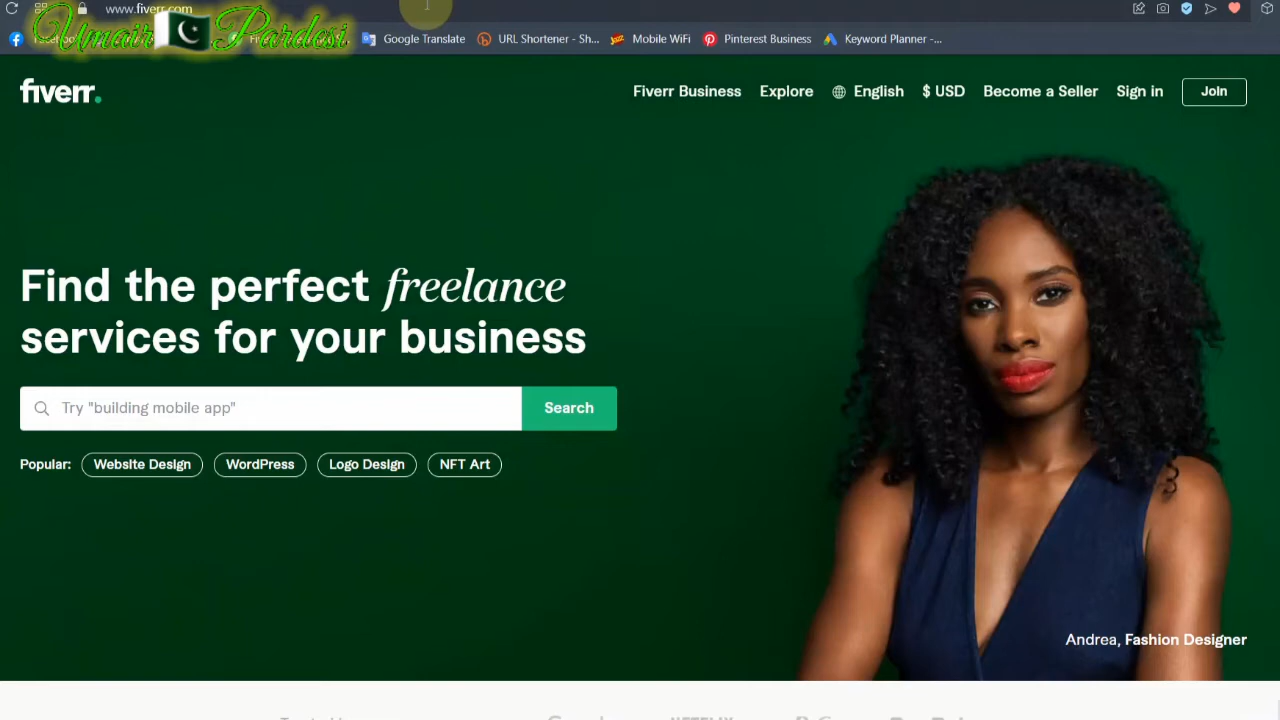 www.fiverr.com
Umair Pardesi
Google Translate
URL Shortener - Sh...
Mobile WiFi
Pinterest Business
Keyword Planner -...
fiverr.
Fiverr Business
Explore
English
$ USD
Become a Seller
Sign in
Join
Find the perfect freelance
services for your business
Try "building mobile app"
Search
Popular:
Website Design
WordPress
Logo Design
NFT Art
Andrea, Fashion Designer